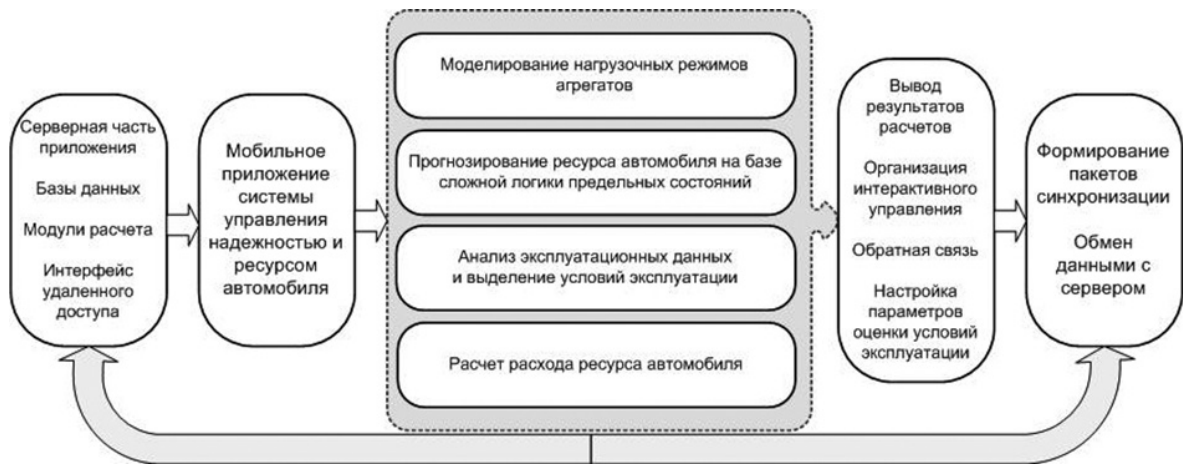 Серверная часть
приложения
Базы данных
Модули расчета
Интерфейс
удаленного
доступа
Мобильное
приложение
системы
управления
надежностью и
ресурсом
автомобиля
Моделирование нагрузочных режимов
агрегатов
Прогнозирование ресурса автомобиля на базе
сложной логики предельных состояний
Анализ эксплуатационных данных
и выделение условий эксплуатации
Расчет расхода ресурса автомобиля
Вывод
результатов
расчетов
Организация
интерактивного
управления
Обратная связь
Настройка
параметров
оценки условий
эксплуатации
Формирование
пакетов
синхронизации
Обмен
данными с
сервером